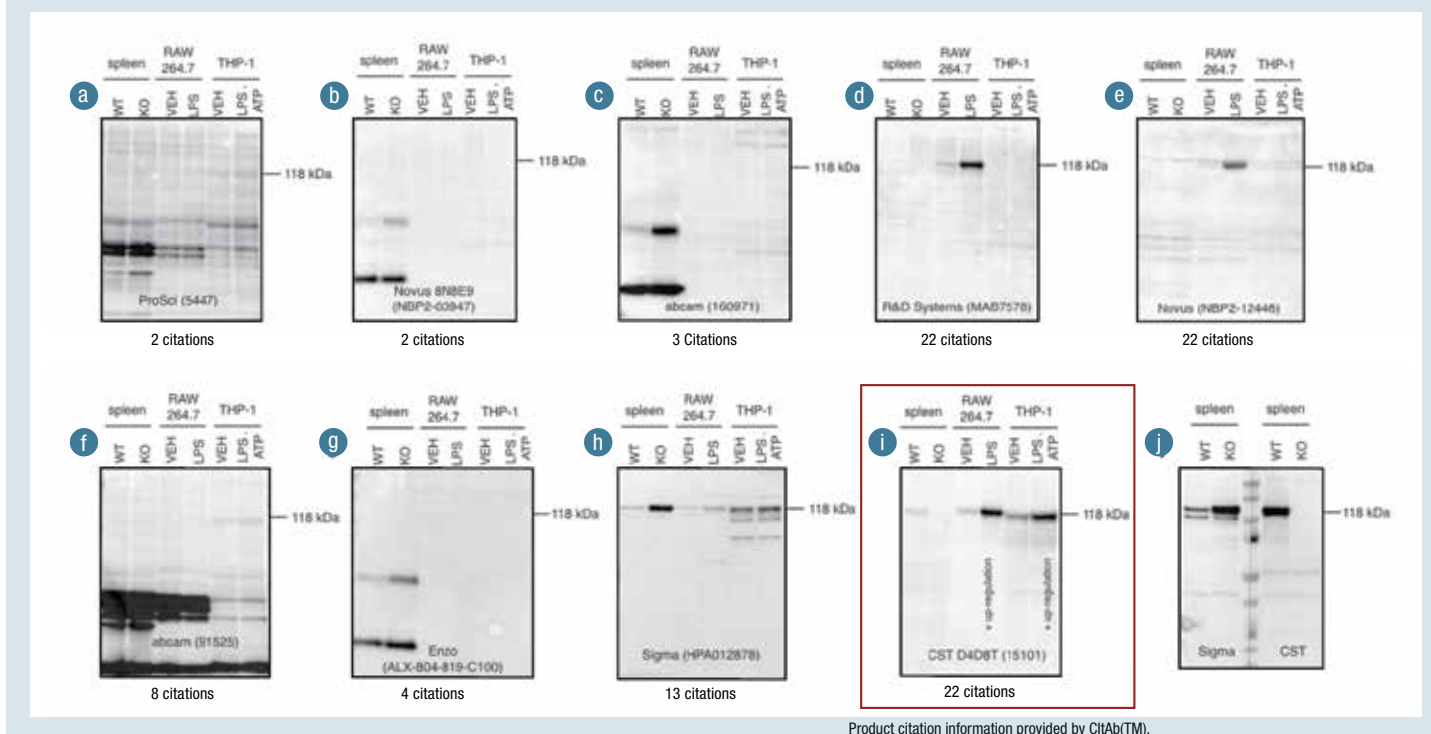 a
spleen
RAW
264.7
THP-1
WT
KO
VEH
LPS
VEH
LPS +
ATP
118 kDa
ProSci (5447)
2 citations
b
spleen
RAW
264.7
THP-1
WT
KO
VEH
LPS
VEH
LPS +
ATP
118 kDa
Novus 8N8E9
(NBP2-03947)
2 citations
c
spleen
RAW
264.7
THP-1
WT
KO
VEH
LPS
VEH
LPS +
ATP
118 kDa
abcam (160971)
3 Citations
d
spleen
RAW
264.7
THP-1
WT
KO
VEH
LPS
VEH
LPS +
ATP
118 kDa
R&D Systems (MAB7578)
22 citations
e
spleen
RAW
264.7
THP-1
WT
KO
VEH
LPS
VEH
LPS +
ATP
118 kDa
Novus (NBP2-12446)
22 citations
f
spleen
RAW
264.7
THP-1
WT
KO
VEH
LPS
VEH
LPS +
ATP
118 kDa
abcam (91525)
8 citations
g
spleen
RAW
264.7
THP-1
WT
KO
VEH
LPS
VEH
LPS +
ATP
118 kDa
Enzo
(ALX-804-819-C100)
4 citations
h
spleen
RAW
264.7
THP-1
WT
KO
VEH
LPS
VEH
LPS +
ATP
118 kDa
Sigma (HPA012878)
13 citations
i
spleen
RAW
264.7
THP-1
WT
KO
VEH
LPS
VEH
LPS +
ATP
118 kDa
+ up-regulation
+ up-regulation
CST D4D8T (15101)
22 citations
j
spleen
spleen
WT
KO
WT
KO
118 kDa
Sigma
CST
Product citation information provided by CItAb(TM).